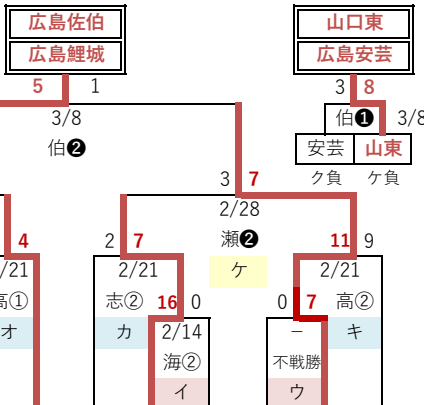 広島佐伯 山口東
広島鯉城 広島安芸
5 1 3 8
3/8 伯❶ 3/8
伯❷ 安芸 山東
ク負 ケ負
3 7
2/28
4 2 7 瀬❷ 11 9
/21 2/21 ケ 2/21
高① 志② 16 0 0 7 高②
オ カ 2/14 － キ
海② 不戦勝
イ ウ